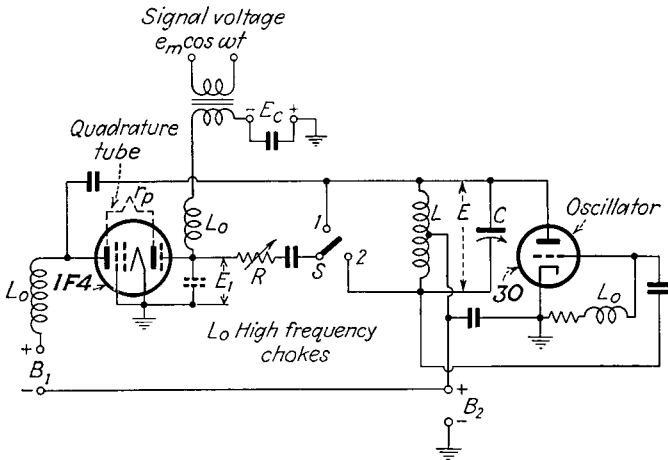 Signal voltage
e_m cos ωt
- E_C +
Quadrature
tube
r_p
L_o
1
S
2
R
E_1
L
E
C
Oscillator
L_o
1F4
30
L_o
L_o High frequency
chokes
+
B_1
-
+
B_2
-